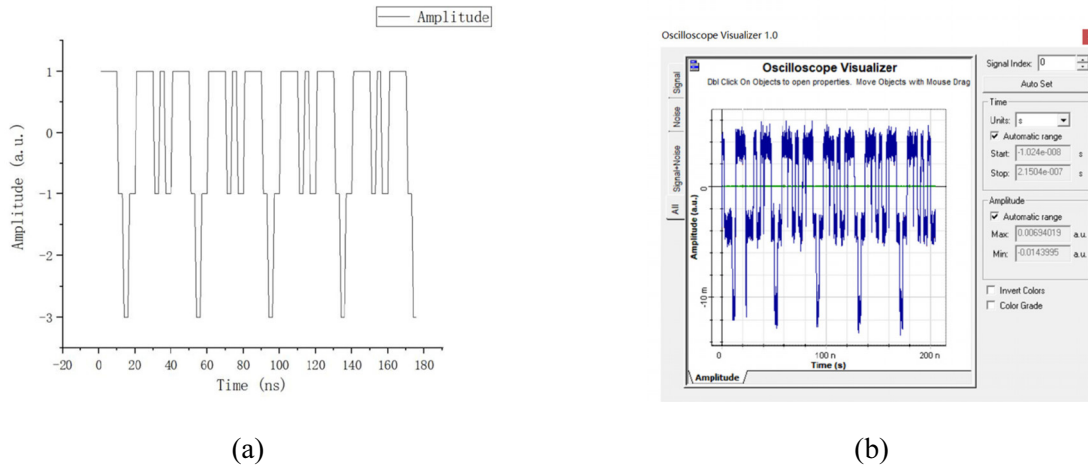 Amplitude
1
0
-1
-2
-3
Amplitude (a.u.)
-20 0 20 40 60 80 100 120 140 160 180
Time (ns)
(a)
Oscilloscope Visualizer 1.0
Signal
Noise
Signal+Noise
All
Oscilloscope Visualizer
Dbl Click On Objects to open properties. Move Objects with Mouse Drag
Amplitude (a.u.)
0
-10 m
0 100 n 200 n
Time (s)
Amplitude
Signal Index: 0
Auto Set
Time
Units: s
Automatic range
Start: -1.024e-008 s
Stop: 2.1504e-007 s
Amplitude
Automatic range
Max: 0.00694019 a.u.
Min: -0.0143995 a.u.
Invert Colors
Color Grade
(b)